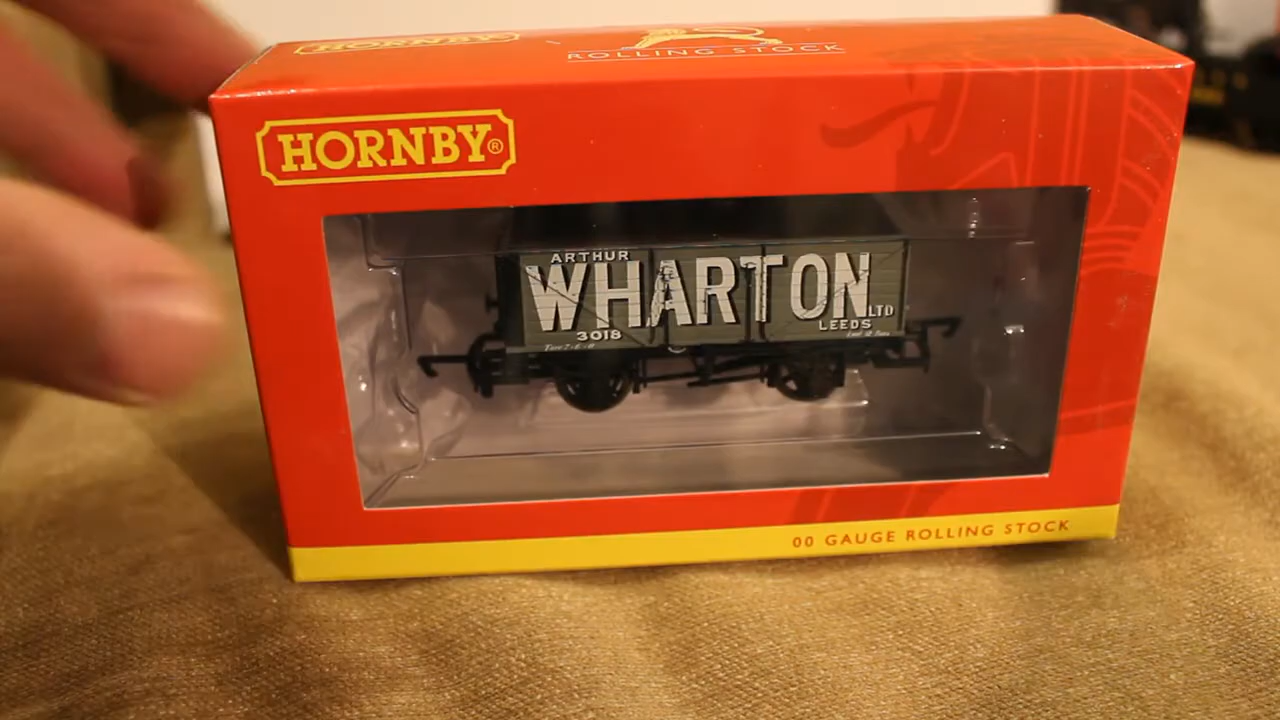 HORNBY
ROLLING STOCK
HORNBY®
ARTHUR
WHARTON
LTD
3018
LEEDS
00 GAUGE ROLLING STOCK